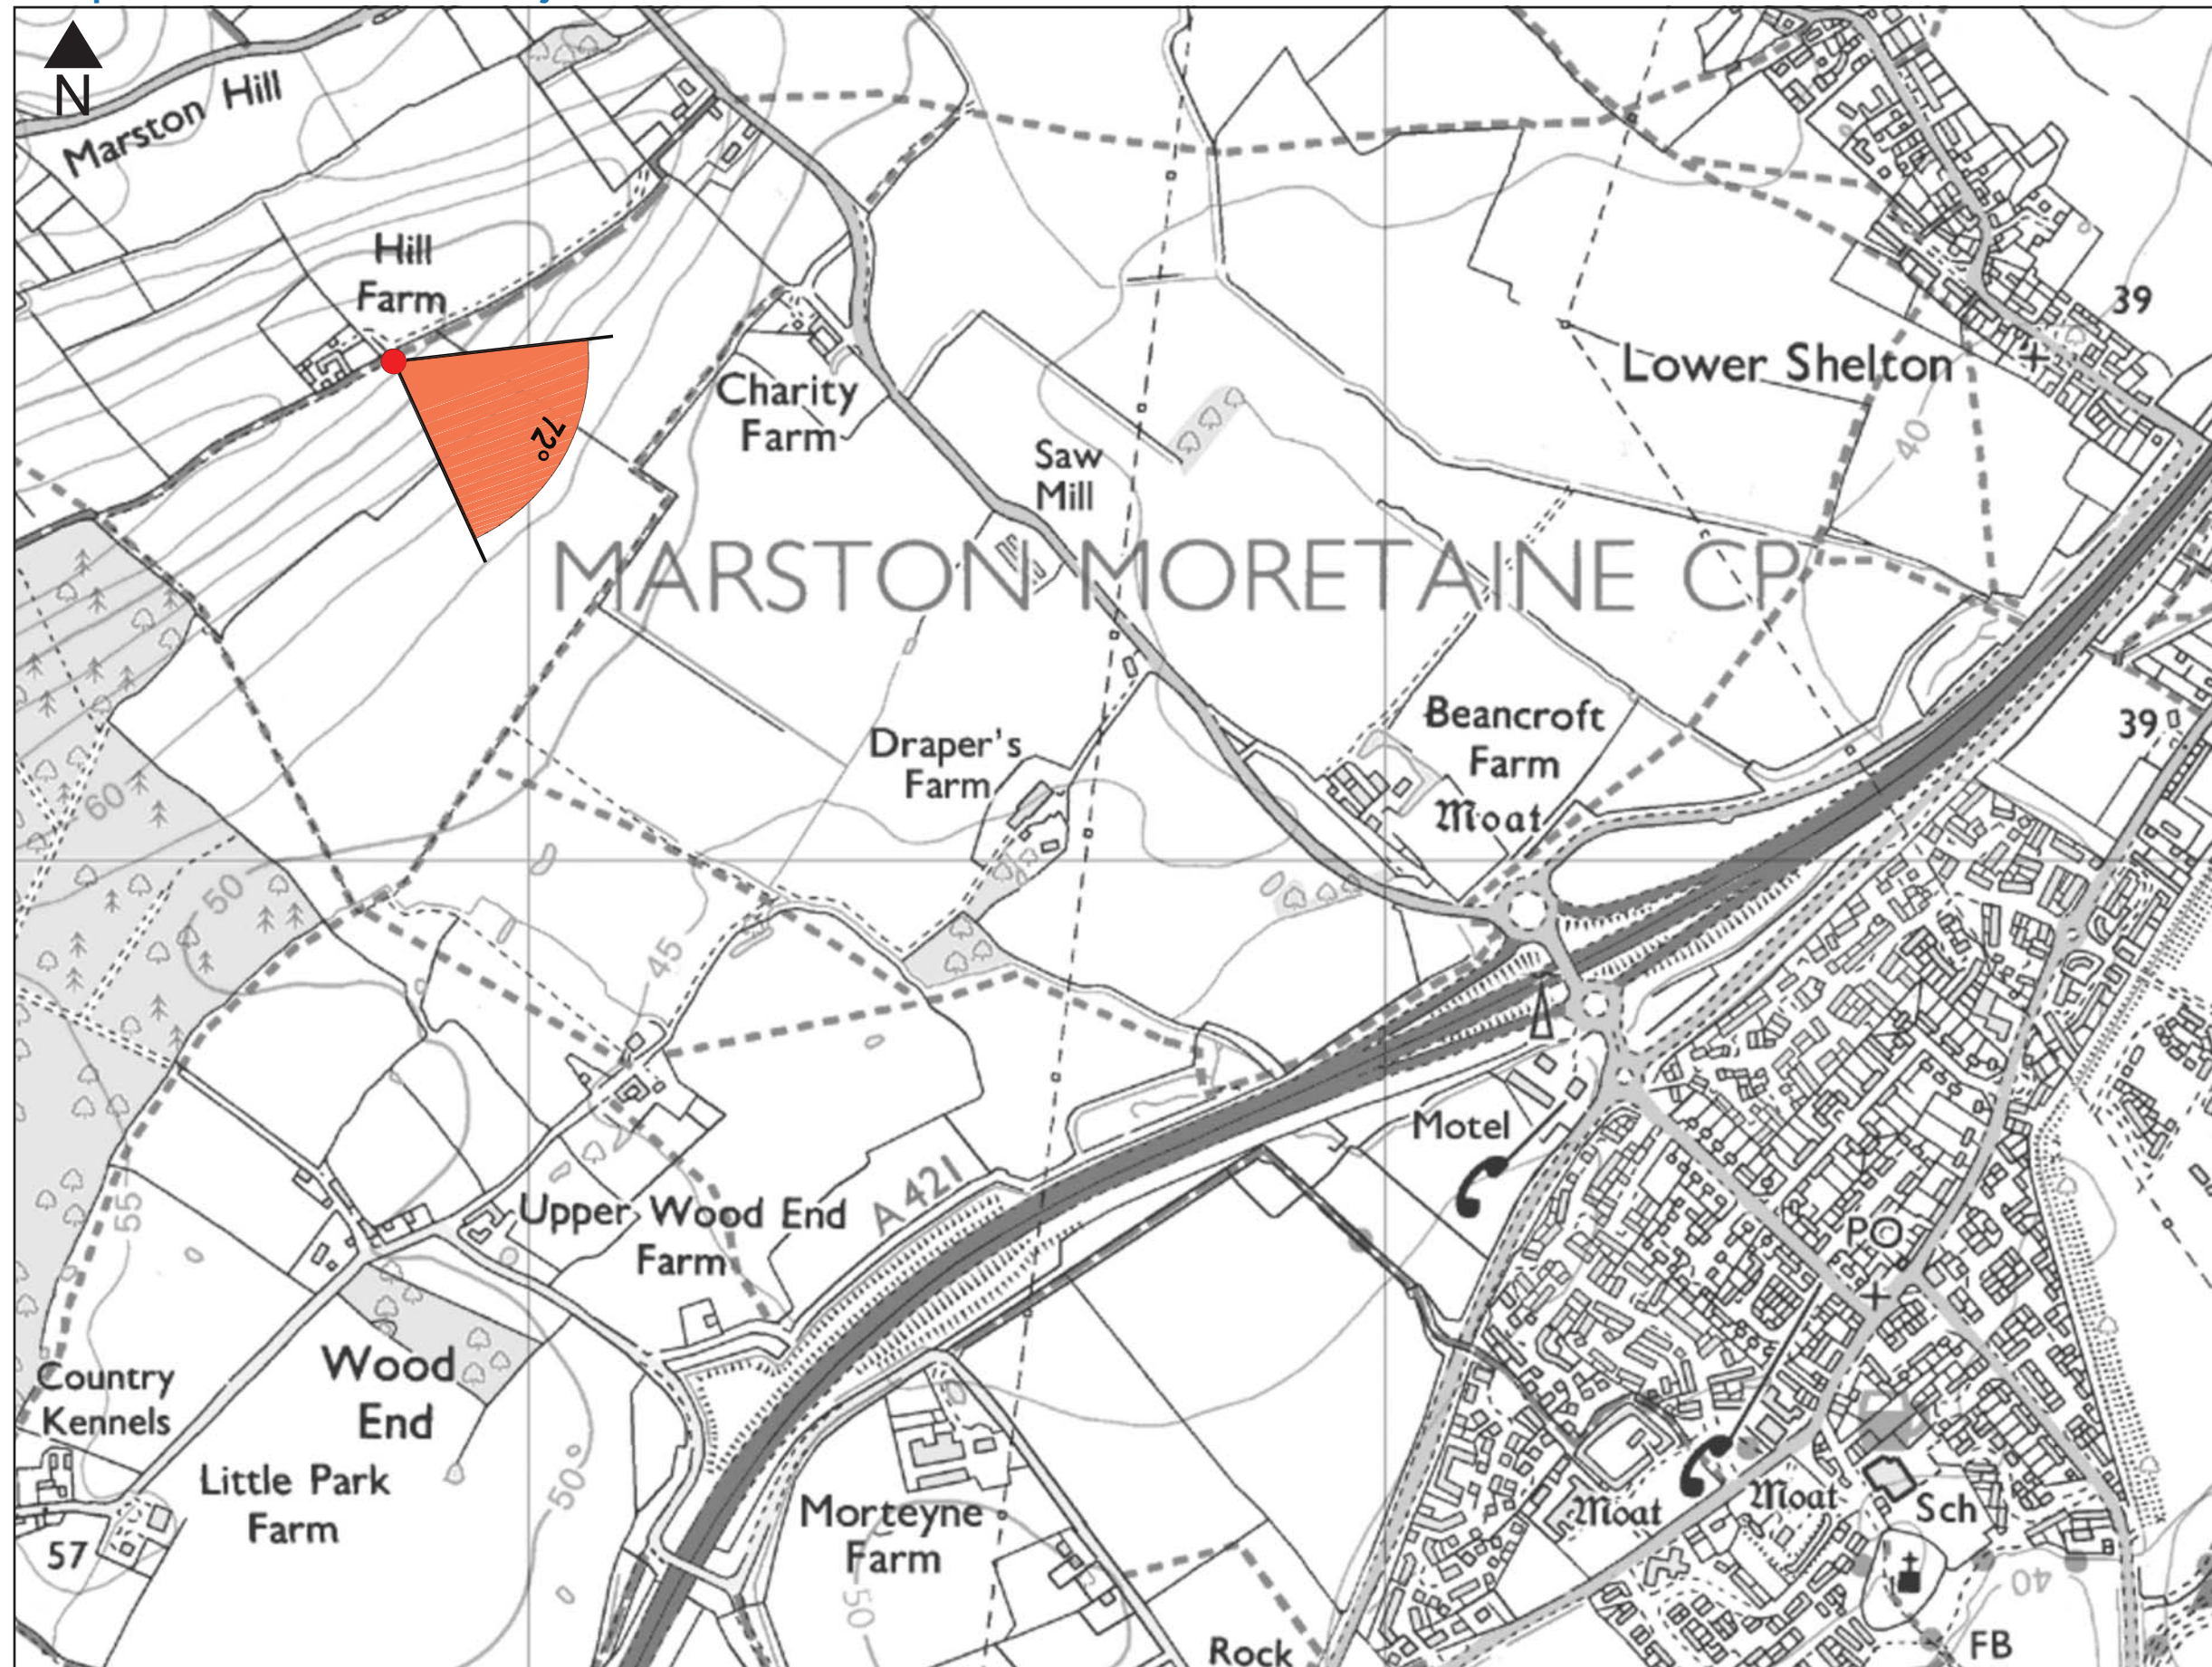 N
Marston Hill
Hill
Farm
39
Lower Shelton
Charity
Farm
40
72°
Saw
Mill
MARSTON MORETAINE CP
Beancroft
Farm
Moat
39
Draper's
Farm
60
50
45
Motel
A 421
Upper Wood End
Farm
55
PO
Wood
End
Country
Kennels
Little Park
Farm
50
57
Morteyne
Farm
50
Moat
Moat
Sch
40
FB
Rock